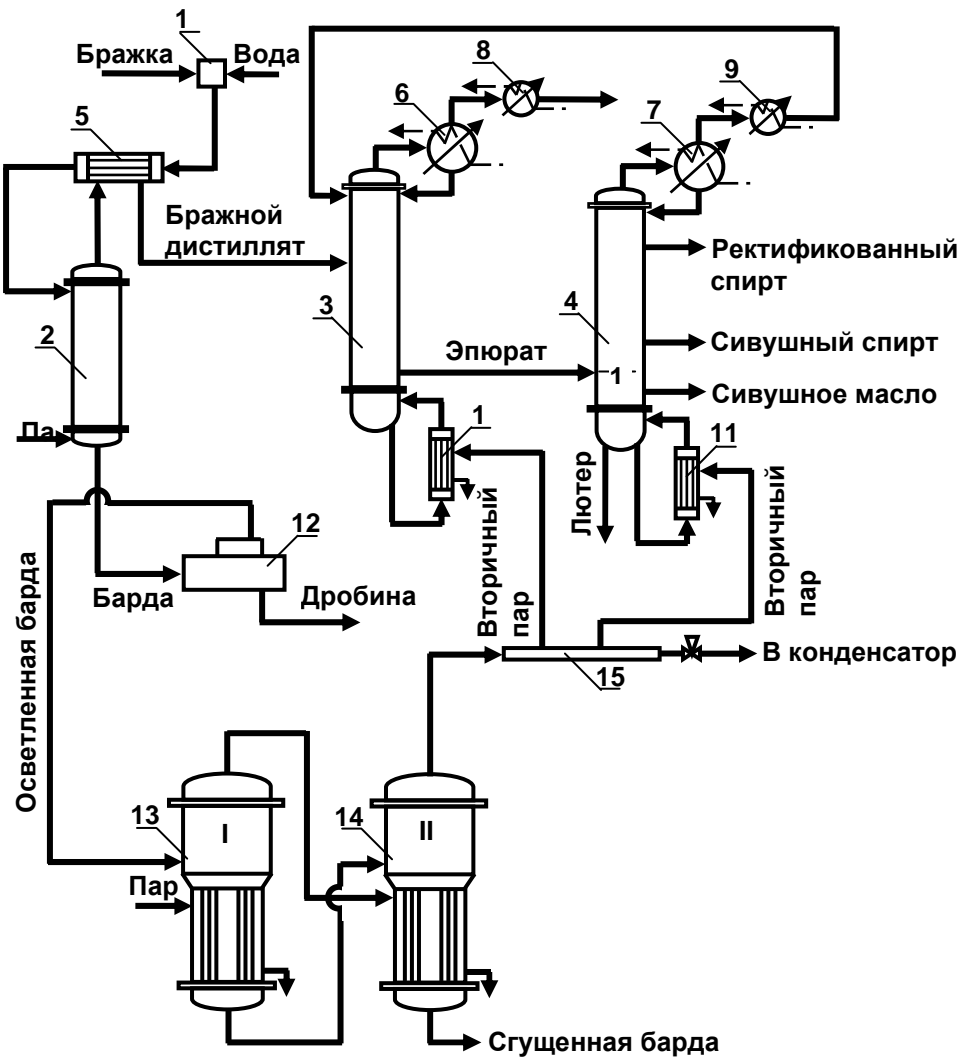 1
Бражка
Вода
5
6
8
7
9
Бражной
дистиллят
Ректификованный
спирт
2
3
4
Эпюрат
Сивушный спирт
1
Сивушное масло
Па
1
11
Лютер
Вторичный
пар
Вторичный
пар
12
Барда
Дробина
Осветленная барда
В конденсатор
15
13
I
14
II
Пар
Сгущенная барда